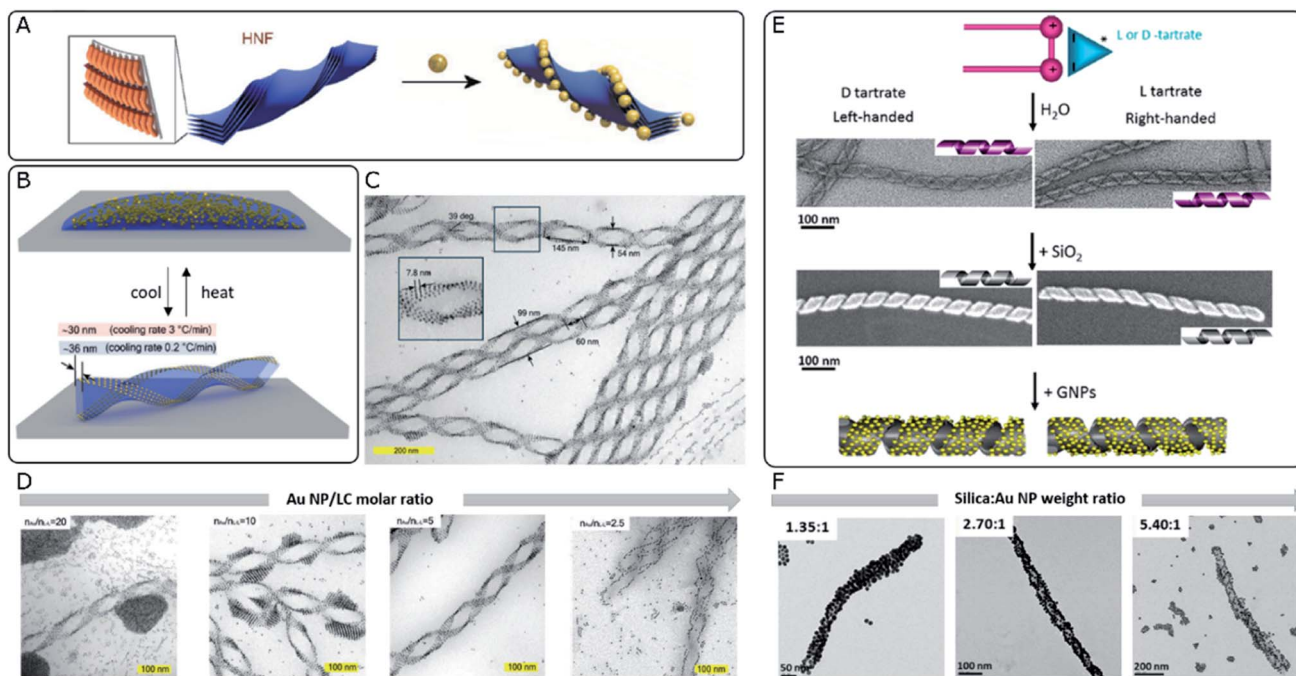 A
HNF
B
cool
heat
~30 nm (cooling rate 3 °C/min)
~36 nm (cooling rate 0.2 °C/min)
C
39 deg.
145 nm
54 nm
7.8 nm
99 nm
60 nm
200 nm
D
Au NP/LC molar ratio
nAu/nLC=20
nAu/nLC=10
nAu/nLC=5
nAu/nLC=2.5
100 nm
100 nm
100 nm
100 nm
E
+
+
*
L or D -tartrate
D tartrate
Left-handed
H₂O
L tartrate
Right-handed
100 nm
+ SiO₂
100 nm
+ GNPs
F
Silica:Au NP weight ratio
1.35:1
2.70:1
5.40:1
50 nm
100 nm
200 nm